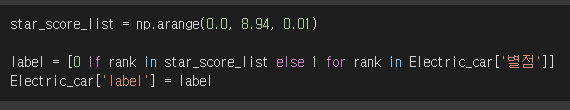 star_score_list = np.arange(0.0, 8.94, 0.01)
label = [0 if rank in star_score_list else 1 for rank in Electric_car['별점']]
Electric_car['label'] = label